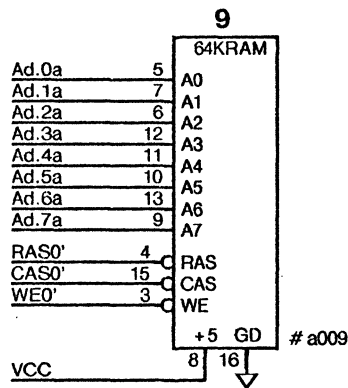 9
64KRAM
Ad.0a 5 A0
Ad.1a 7 A1
Ad.2a 6 A2
Ad.3a 12 A3
Ad.4a 11 A4
Ad.5a 10 A5
Ad.6a 13 A6
Ad.7a 9 A7
RAS0' 4 RAS
CAS0' 15 CAS
WE0' 3 WE
+5 GD # a009
8 16
VCC